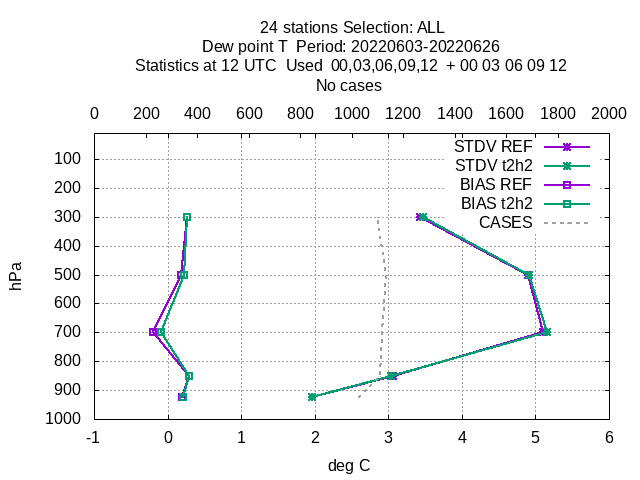 24 stations Selection: ALL
Dew point T  Period: 20220603-20220626
Statistics at 12 UTC  Used  00,03,06,09,12  + 00 03 06 09 12
No cases
0 200 400 600 800 1000 1200 1400 1600 1800 2000
STDV REF
STDV t2h2
BIAS REF
BIAS t2h2
CASES
100
200
300
400
500
600
700
800
900
1000
hPa
-1 0 1 2 3 4 5 6
deg C